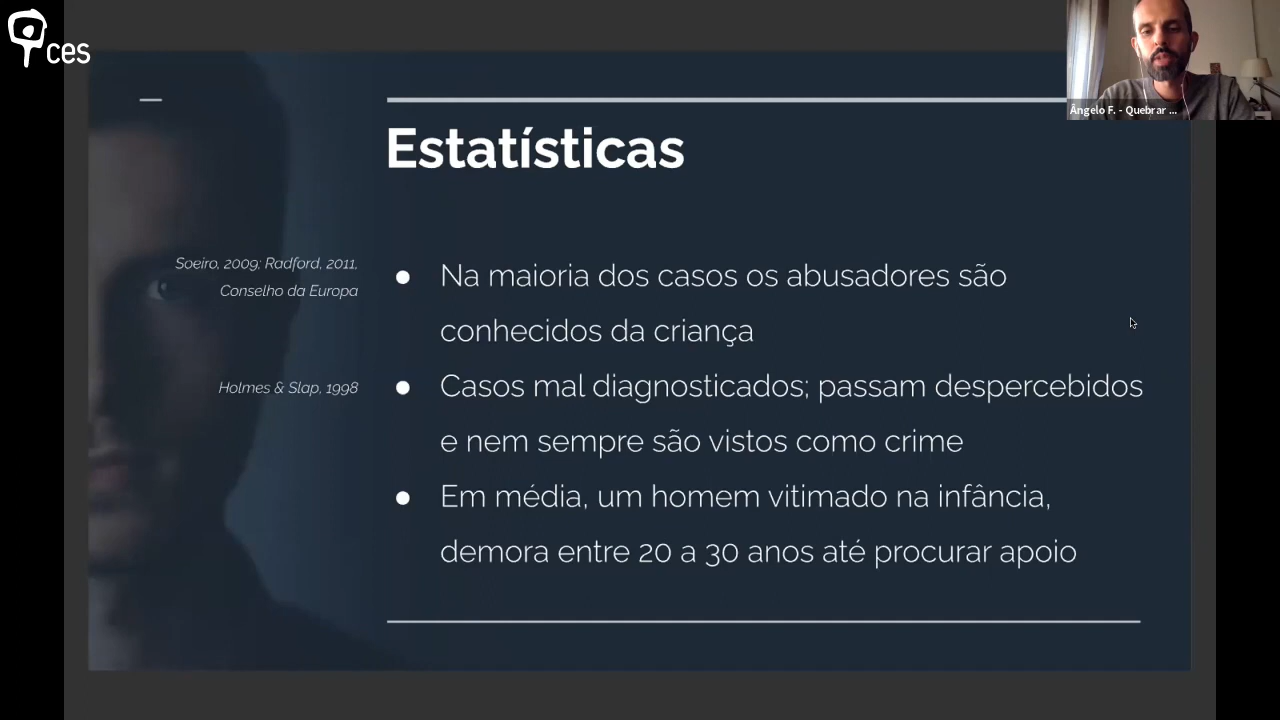 ces
Ângelo F. - Quebrar ...
Estatísticas
Soeiro, 2009; Radford, 2011,
Conselho da Europa
● Na maioria dos casos os abusadores são
conhecidos da criança
Holmes & Slap, 1998
● Casos mal diagnosticados; passam despercebidos
e nem sempre são vistos como crime
● Em média, um homem vitimado na infância,
demora entre 20 a 30 anos até procurar apoio